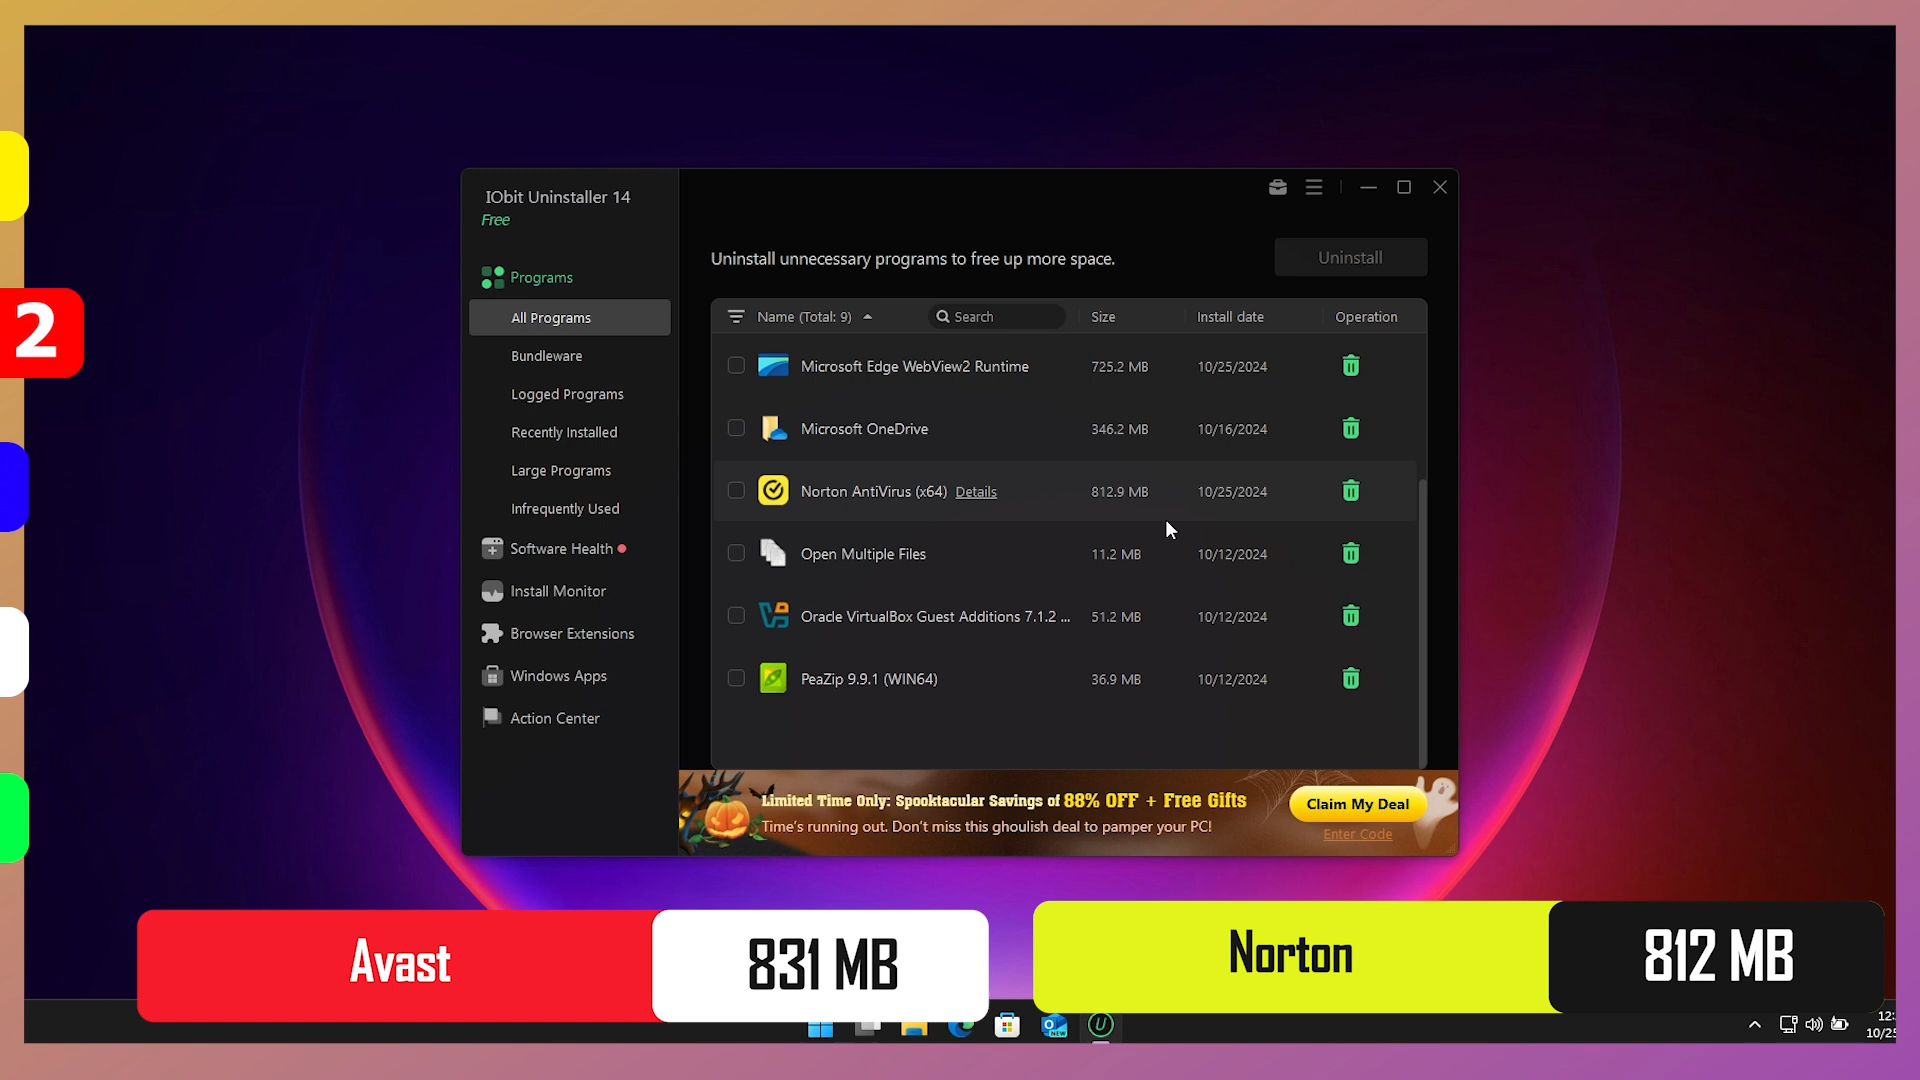 IObit Uninstaller 14
Free
Programs
All Programs
Bundleware
Logged Programs
Recently Installed
Large Programs
Infrequently Used
Software Health
Install Monitor
Browser Extensions
Windows Apps
Action Center
Uninstall unnecessary programs to free up more space.
Uninstall
Name (Total: 9) Search Size Install date Operation
Microsoft Edge WebView2 Runtime 725.2 MB 10/25/2024
Microsoft OneDrive 346.2 MB 10/16/2024
Norton AntiVirus (x64) Details 812.9 MB 10/25/2024
Open Multiple Files 11.2 MB 10/12/2024
Oracle VirtualBox Guest Additions 7.1.2 ... 51.2 MB 10/12/2024
PeaZip 9.9.1 (WIN64) 36.9 MB 10/12/2024
Limited Time Only: Spooktacular Savings of 88% OFF + Free Gifts
Time's running out. Don't miss this ghoulish deal to pamper your PC!
Claim My Deal
Enter Code
2
Avast 831 MB
Norton 812 MB
NEW
12:
10/25